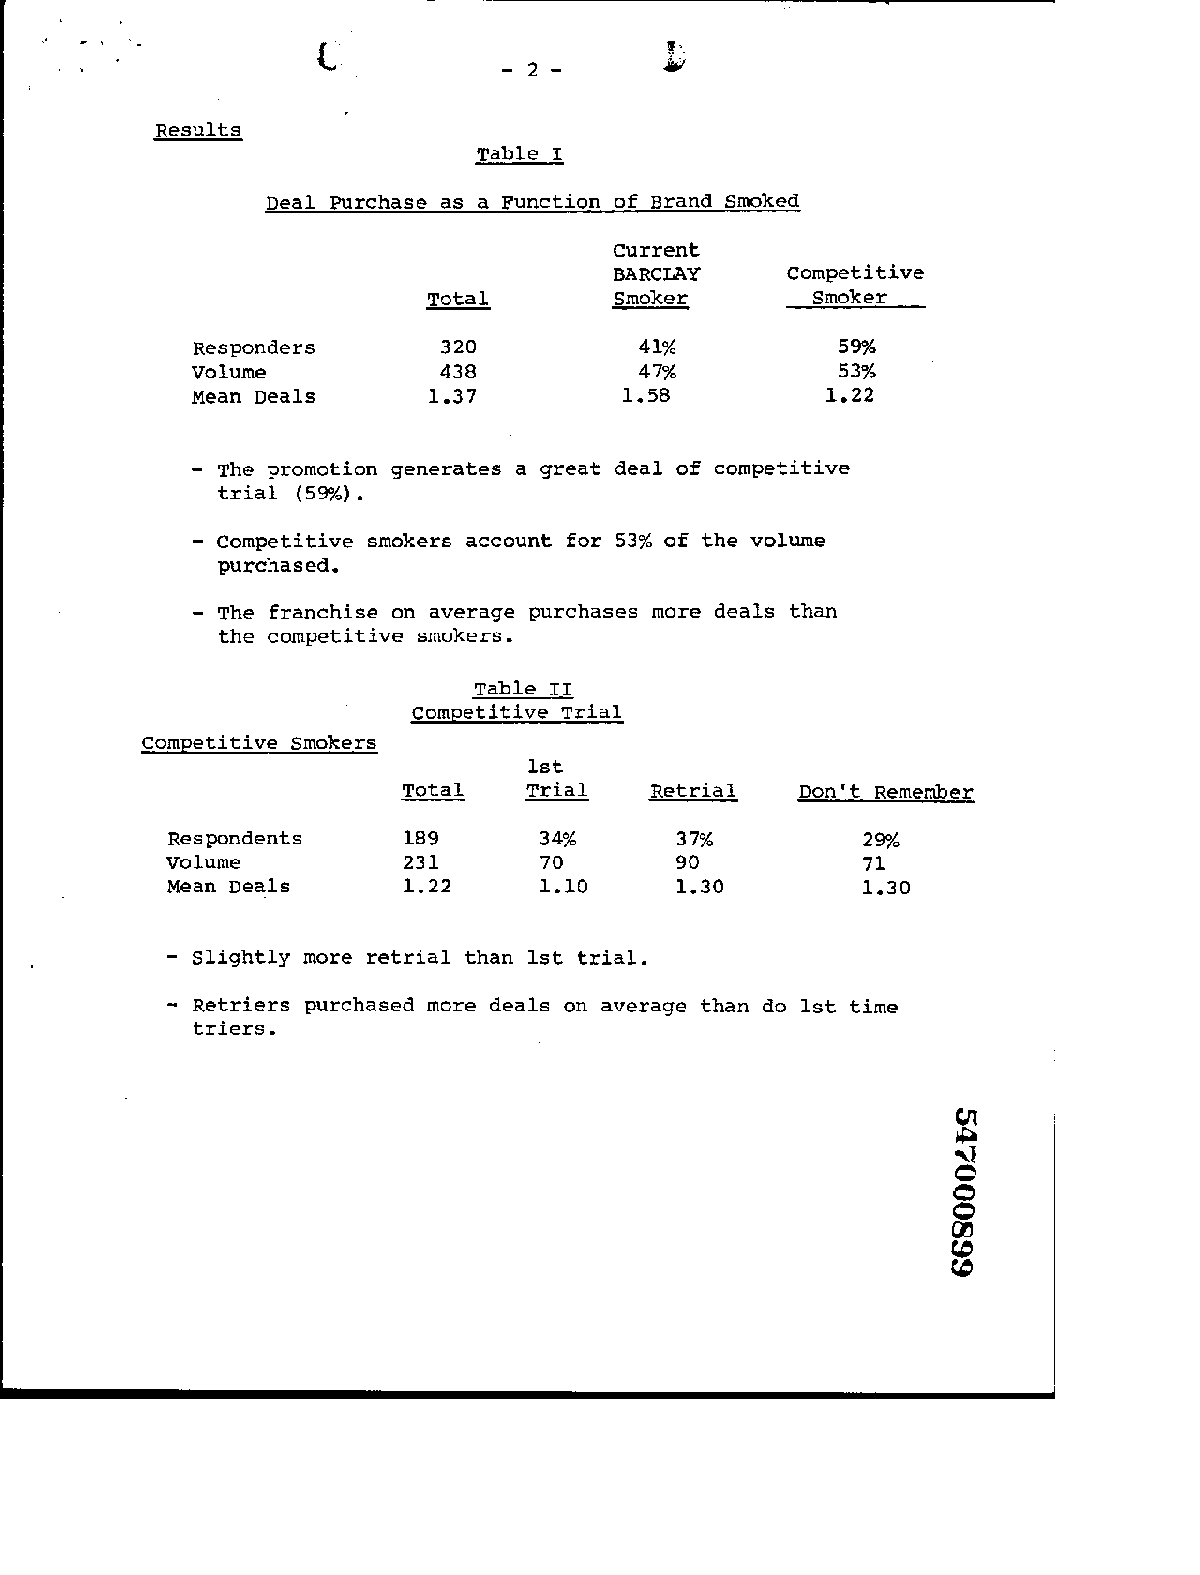 - 2 -
Results
Table I
Deal Purchase as a Function of Brand Smoked
Current
BARCLAY Competitive
Total Smoker Smoker
Responders 320 41% 59%
Volume 438 47% 53%
Mean Deals 1.37 1.58 1.22
- The promotion generates a great deal of competitive
trial (59%).
- Competitive smokers account for 53% of the volume
purchased.
- The franchise on average purchases more deals than
the competitive smokers.
Table II
Competitive Trial
Competitive Smokers
1st
Total Trial Retrial Don't Remember
Respondents 189 34% 37% 29%
Volume 231 70 90 71
Mean Deals 1.22 1.10 1.30 1.30
- Slightly more retrial than 1st trial.
- Retriers purchased more deals on average than do 1st time
triers.
547000899